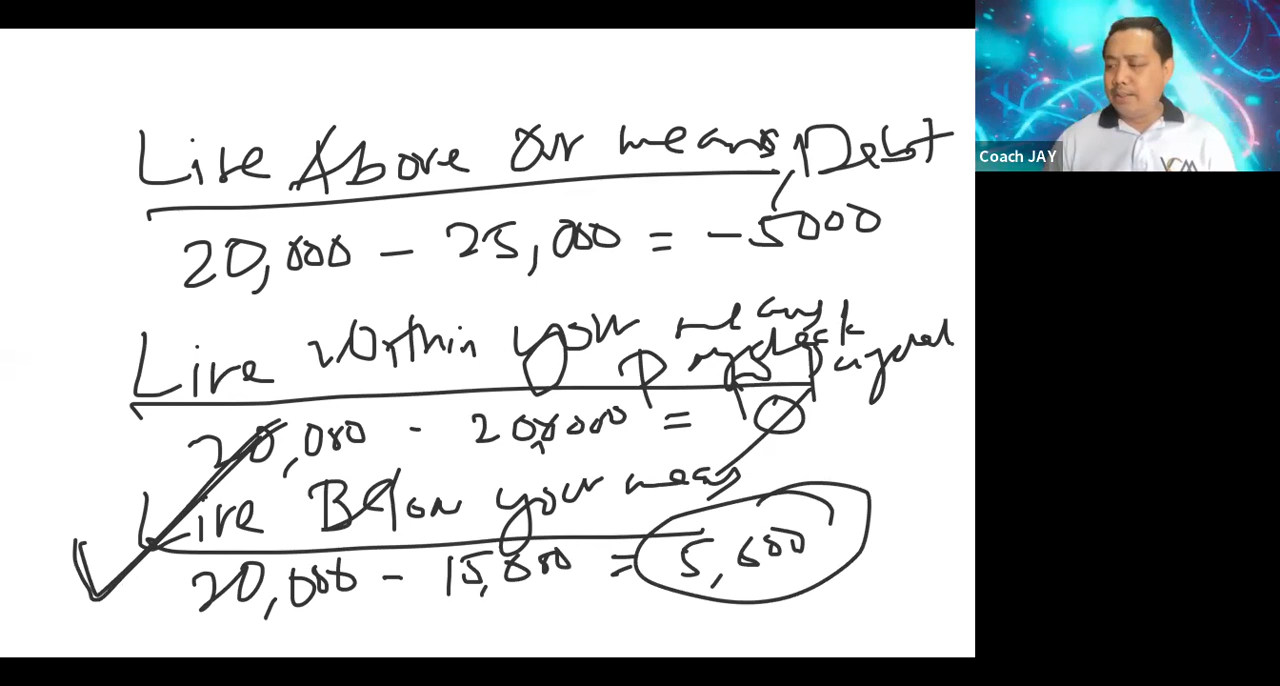 Live Above our means, Debt
20,000 - 25,000 = -5000
Live Within your means
Paycheck
20,000 - 20,000 = 0
Live Below your means
20,000 - 15,000 = 5,000
Coach JAY
VCM